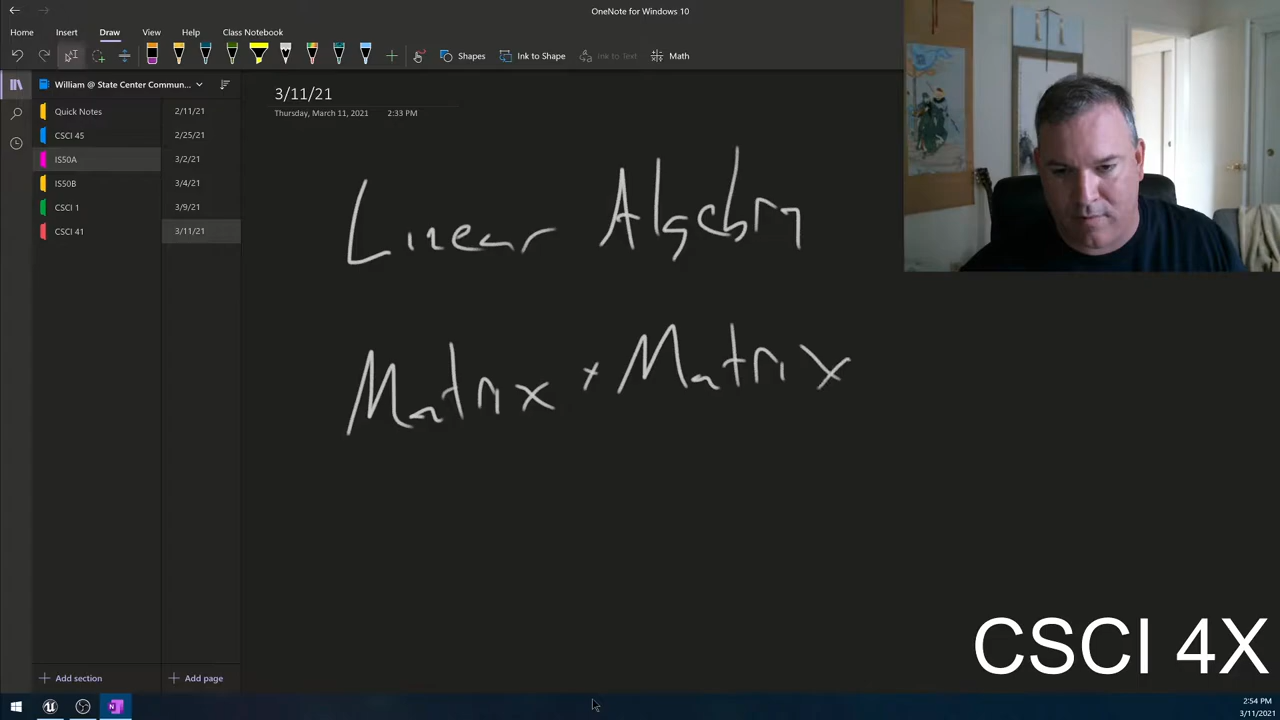 OneNote for Windows 10
Home Insert Draw View Help Class Notebook
Shapes Ink to Shape Ink to Text Math
William @ State Center Commun...
Quick Notes
CSCI 45
IS50A
IS50B
CSCI 1
CSCI 41
2/11/21
2/25/21
3/2/21
3/4/21
3/9/21
3/11/21
3/11/21
Thursday, March 11, 2021 2:33 PM
Linear Algebra
Matrix * Matrix
CSCI 4X
Add section Add page
2:54 PM
3/11/2021